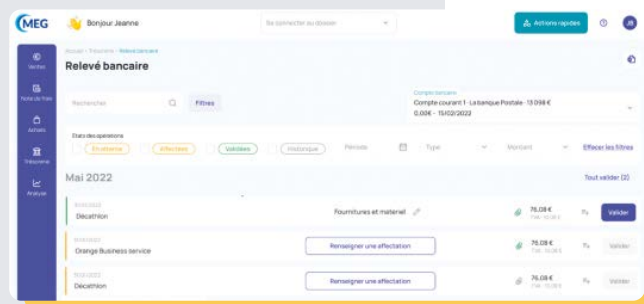 MEG
Bonjour Jeanne
Se connecter au dossier
Actions rapides
Ventes
Note de frais
Achats
Trésorerie
Analyse
Accueil > Trésorerie > Relevé bancaire
Relevé bancaire
Rechercher
Filtres
Compte bancaire
Compte courant 1 - La banque Postale - 13 098 €
0,00€ - 15/02/2022
États des opérations
En attente
Affectées
Validées
Historique
Période
Type
Montant
Effacer les filtres
Mai 2022
Tout valider (2)
Décathlon
Fournitures et matériel
76,08 €
Valider
Orange Business service
Renseigner une affectation
76,08 €
Valider
Décathlon
Renseigner une affectation
76,08 €
Valider